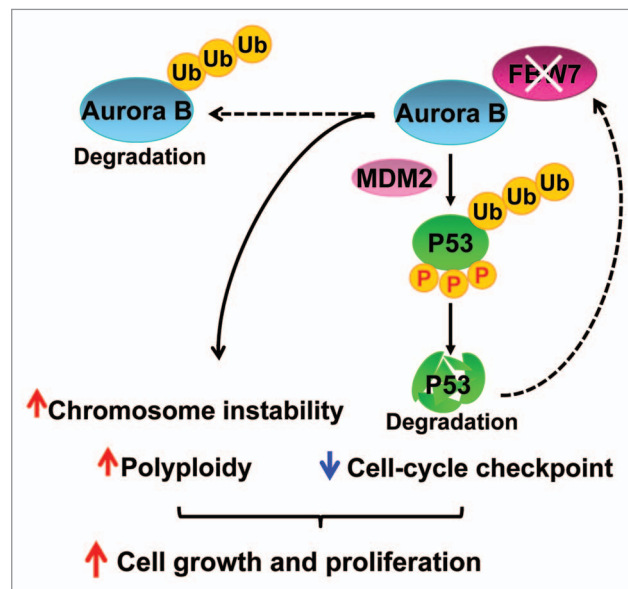 Ub Ub Ub
FBW7
Aurora B
Aurora B
Degradation
MDM2
Ub Ub Ub
P53
P P P
P53
Degradation
Chromosome instability
Polyploidy
Cell-cycle checkpoint
Cell growth and proliferation